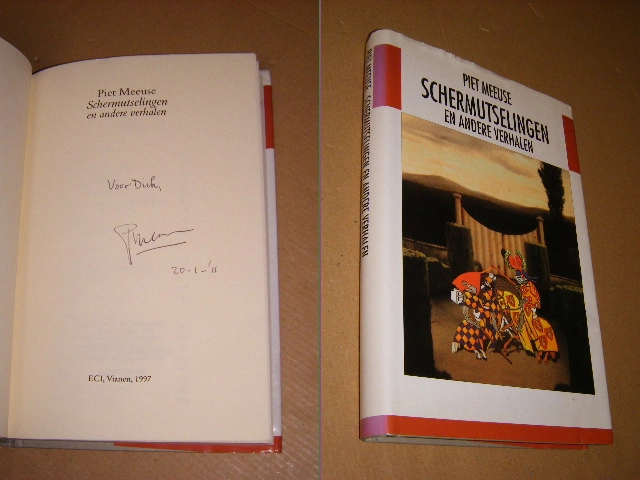 Piet Meeuse
Schermutselingen
en andere verhalen
Voor Dirk,
20-1-'11
ECI, Vianen, 1997
PIET MEEUSE SCHERMUTSELINGEN EN ANDERE VERHALEN
PIET MEEUSE
SCHERMUTSELINGEN
EN ANDERE VERHALEN